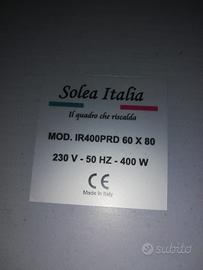 Solea Italia
Il quadro che riscalda
MOD. IR400PRD 60 X 80
230 V - 50 HZ - 400 W
CE
Made in Italy
subito